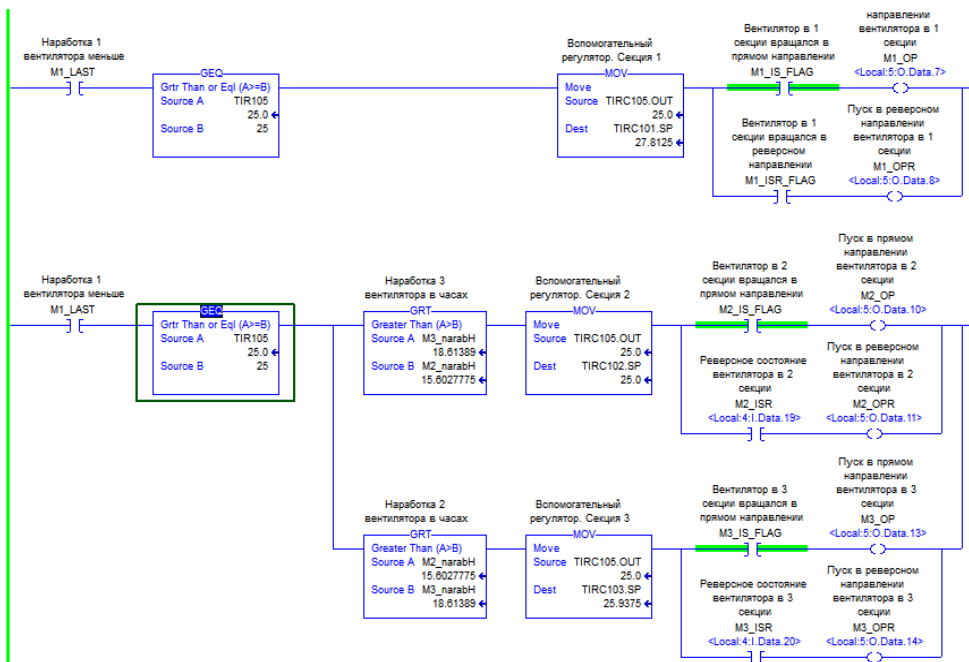 Наработка 1
вентилятора меньше
M1_LAST
GEQ
Grtr Than or Eql (A>=B)
Source A TIR105
25.0
Source B 25
Вспомогательный
регулятор. Секция 1
MOV
Move
Source TIRC105.OUT
25.0
Dest TIRC101.SP
27.8125
Вентилятор в 1
секции вращался в
прямом направлении
M1_IS_FLAG
направлении
вентилятора в 1
секции
M1_OP
<Local:5:O.Data.7>
Вентилятор в 1
секции вращался в
реверсном
направлении
M1_ISR_FLAG
Пуск в реверсном
направлении
вентилятора в 1
секции
M1_OPR
<Local:5:O.Data.8>
Наработка 1
вентилятора меньше
M1_LAST
GEQ
Grtr Than or Eql (A>=B)
Source A TIR105
25.0
Source B 25
Наработка 3
вентилятора в часах
GRT
Greater Than (A>B)
Source A M3_narabH
18.61389
Source B M2_narabH
15.6027775
Вспомогательный
регулятор. Секция 2
MOV
Move
Source TIRC105.OUT
25.0
Dest TIRC102.SP
25.0
Вентилятор в 2
секции вращался в
прямом направлении
M2_IS_FLAG
Пуск в прямом
направлении
вентилятора в 2
секции
M2_OP
<Local:5:O.Data.10>
Реверсное состояние
вентилятора в 2
секции
M2_ISR
<Local:4:I.Data.19>
Пуск в реверсном
направлении
вентилятора в 2
секции
M2_OPR
<Local:5:O.Data.11>
Наработка 2
вентилятора в часах
GRT
Greater Than (A>B)
Source A M2_narabH
15.6027775
Source B M3_narabH
18.61389
Вспомогательный
регулятор. Секция 3
MOV
Move
Source TIRC105.OUT
25.0
Dest TIRC103.SP
25.9375
Вентилятор в 3
секции вращался в
прямом направлении
M3_IS_FLAG
Пуск в прямом
направлении
вентилятора в 3
секции
M3_OP
<Local:5:O.Data.13>
Реверсное состояние
вентилятора в 3
секции
M3_ISR
<Local:4:I.Data.20>
Пуск в реверсном
направлении
вентилятора в 3
секции
M3_OPR
<Local:5:O.Data.14>